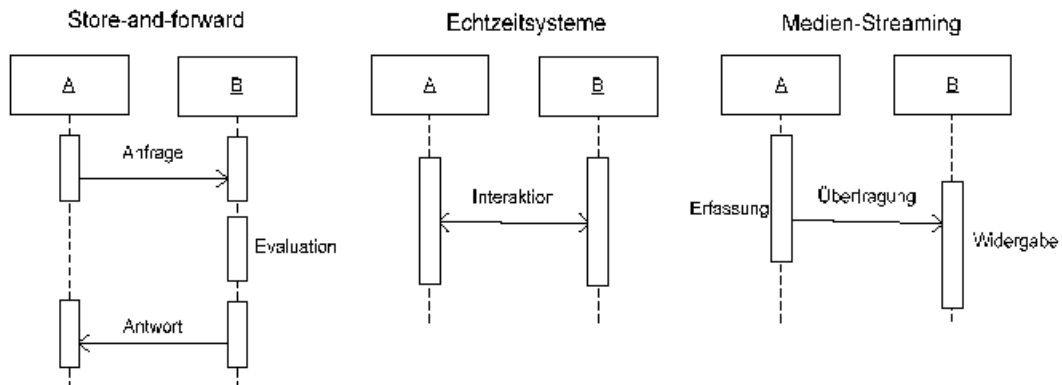 Store-and-forward
Echtzeitsysteme
Medien-Streaming
A
B
A
B
A
B
Anfrage
Evaluation
Antwort
Interaktion
Erfassung
Übertragung
Widergabe